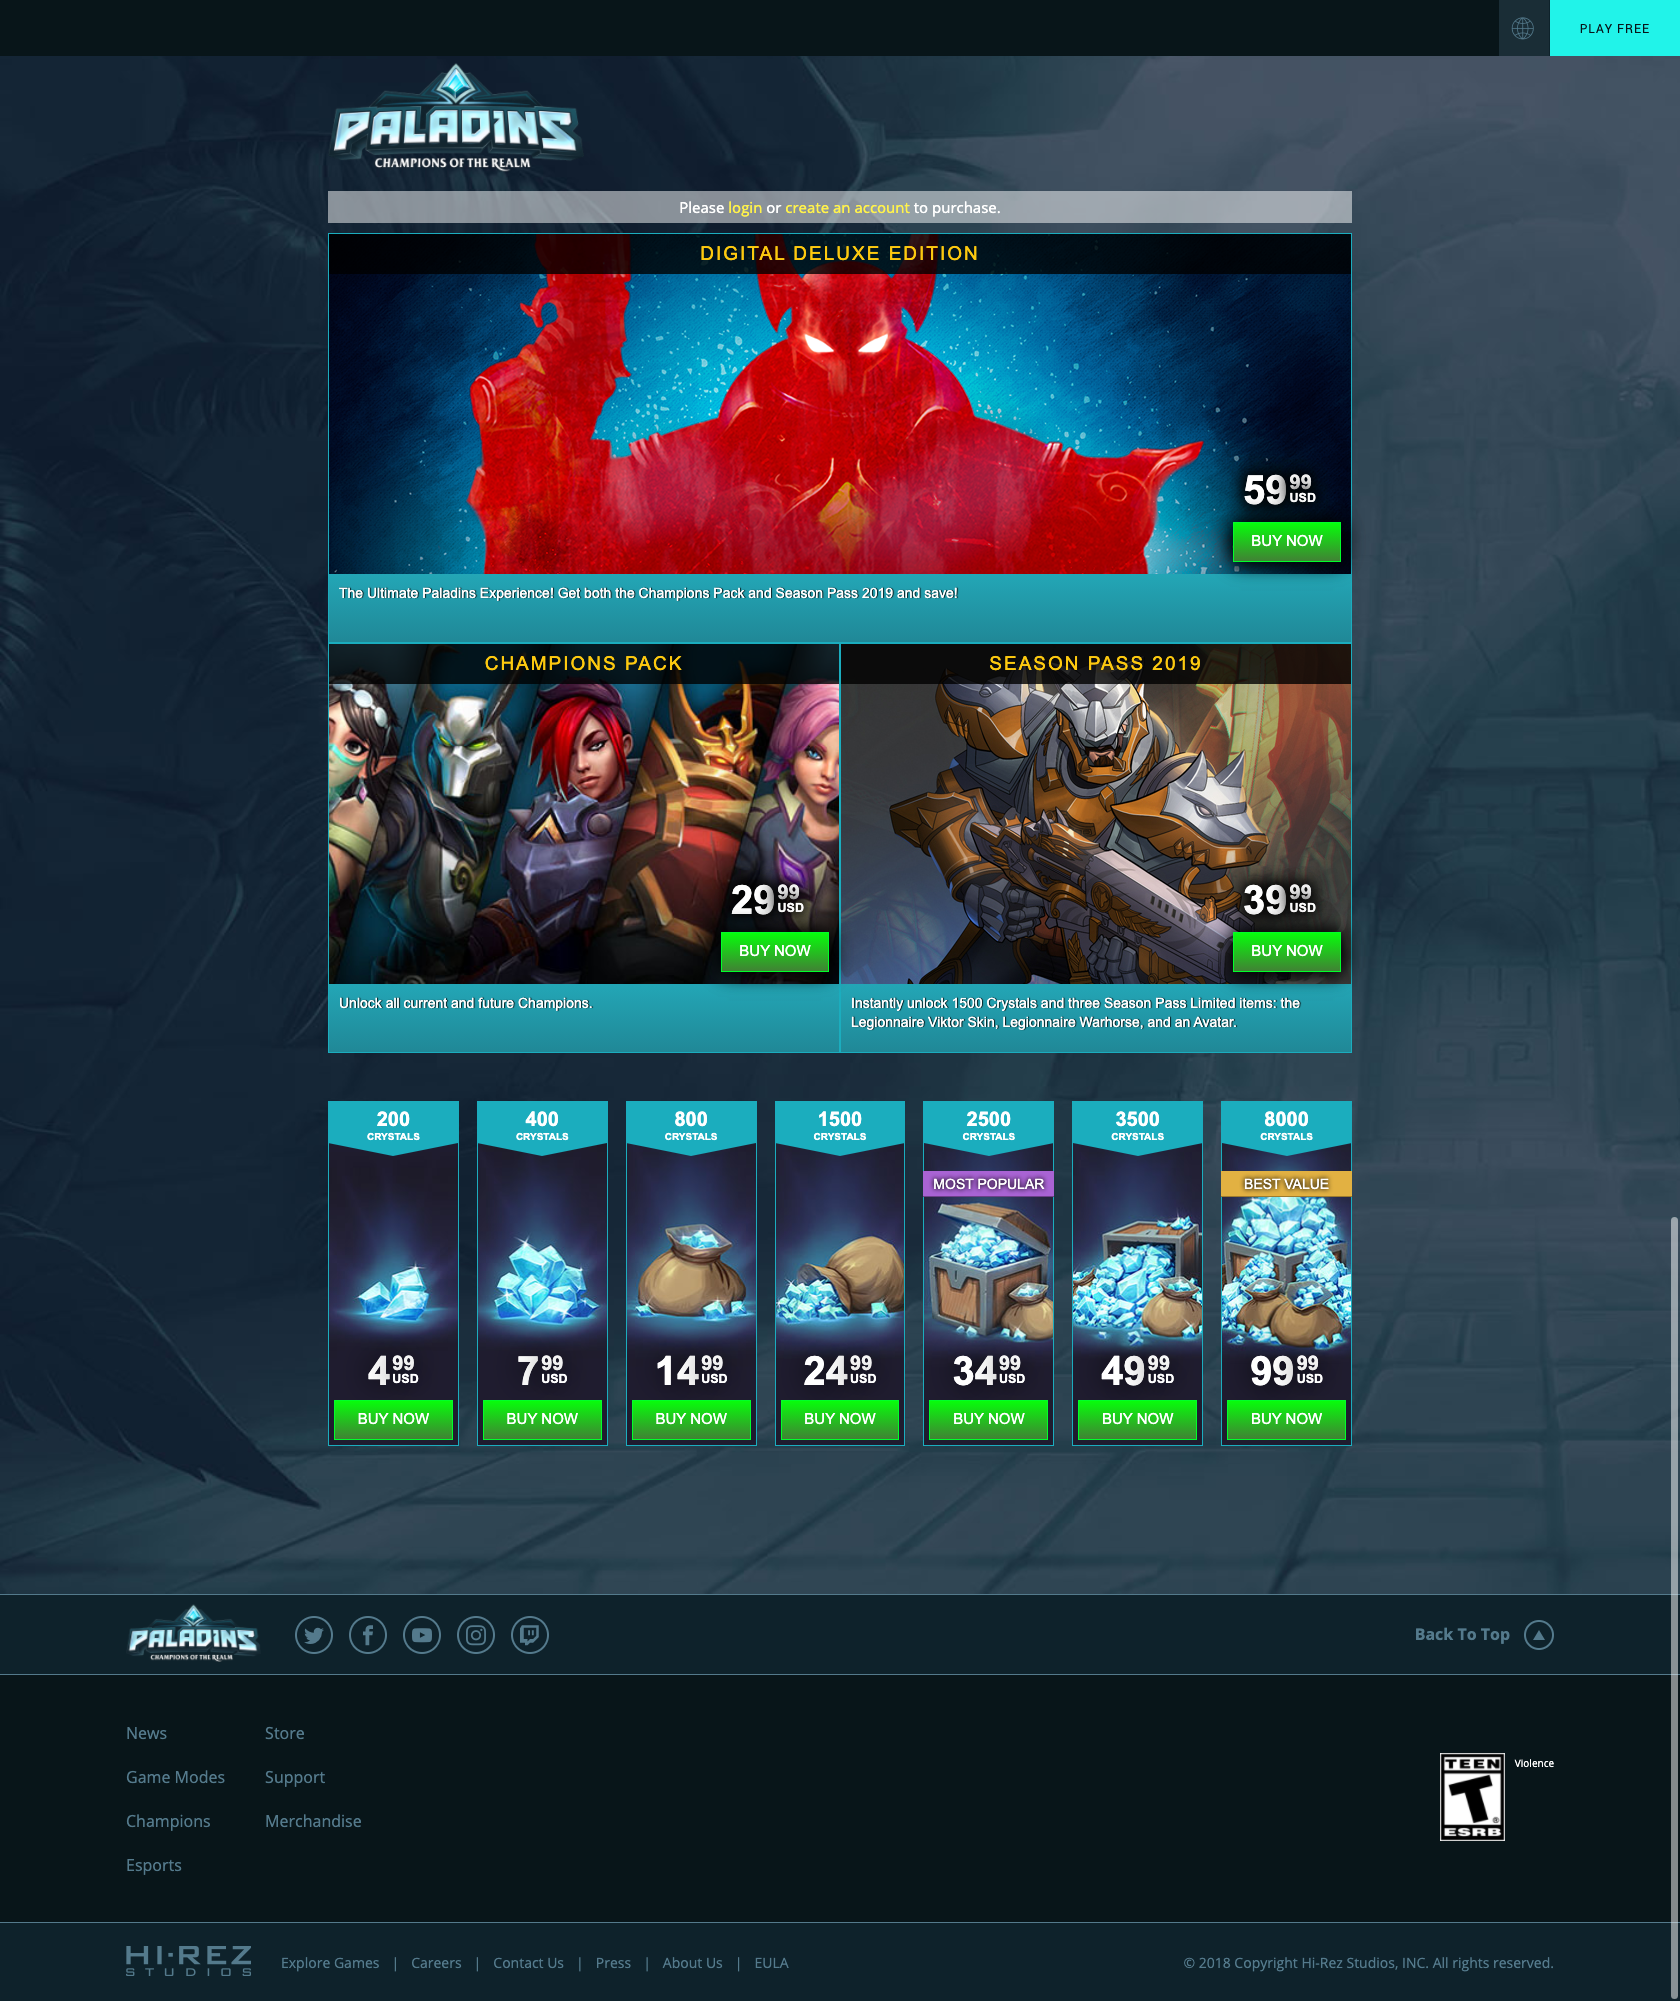 PLAY FREE
PALADINS
CHAMPIONS OF THE REALM
Please login or create an account to purchase.
DIGITAL DELUXE EDITION
59 99 USD
BUY NOW
The Ultimate Paladins Experience! Get both the Champions Pack and Season Pass 2019 and save!
CHAMPIONS PACK
29 99 USD
BUY NOW
Unlock all current and future Champions.
SEASON PASS 2019
39 99 USD
BUY NOW
Instantly unlock 1500 Crystals and three Season Pass Limited items: the
Legionnaire Viktor Skin, Legionnaire Warhorse, and an Avatar.
200
CRYSTALS
4 99 USD
BUY NOW
400
CRYSTALS
7 99 USD
BUY NOW
800
CRYSTALS
14 99 USD
BUY NOW
1500
CRYSTALS
24 99 USD
BUY NOW
2500
CRYSTALS
MOST POPULAR
34 99 USD
BUY NOW
3500
CRYSTALS
49 99 USD
BUY NOW
8000
CRYSTALS
BEST VALUE
99 99 USD
BUY NOW
PALADINS
CHAMPIONS OF THE REALM
Back To Top
News
Game Modes
Champions
Esports
Store
Support
Merchandise
TEEN
T
ESRB
Violence
HI-REZ
STUDIOS
Explore Games | Careers | Contact Us | Press | About Us | EULA
© 2018 Copyright Hi-Rez Studios, INC. All rights reserved.